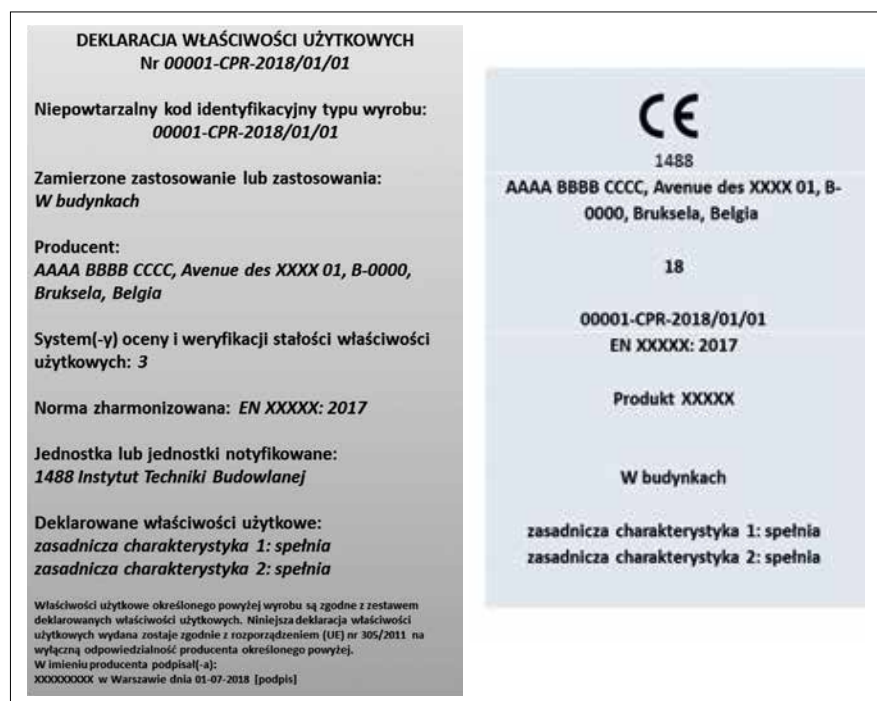 DEKLARACJA WŁAŚCIWOŚCI UŻYTKOWYCH
Nr 00001-CPR-2018/01/01
Niepowtarzalny kod identyfikacyjny typu wyrobu:
00001-CPR-2018/01/01
Zamierzone zastosowanie lub zastosowania:
W budynkach
Producent:
AAAA BBBB CCCC, Avenue des XXXX 01, B-0000,
Bruksela, Belgia
System(-y) oceny i weryfikacji stałości właściwości
użytkowych: 3
Norma zharmonizowana: EN XXXXX: 2017
Jednostka lub jednostki notyfikowane:
1488 Instytut Techniki Budowlanej
Deklarowane właściwości użytkowe:
zasadnicza charakterystyka 1: spełnia
zasadnicza charakterystyka 2: spełnia
Właściwości użytkowe określonego powyżej wyrobu są zgodne z zestawem
deklarowanych właściwości użytkowych. Niniejsza deklaracja właściwości
użytkowych wydana zostaje zgodnie z rozporządzeniem (UE) nr 305/2011 na
wyłączną odpowiedzialność producenta określonego powyżej.
W imieniu producenta podpisał(-a):
XXXXXXXXX w Warszawie dnia 01-07-2018 [podpis]
CE
1488
AAAA BBBB CCCC, Avenue des XXXX 01, B-
0000, Bruksela, Belgia
18
00001-CPR-2018/01/01
EN XXXXX: 2017
Produkt XXXXX
W budynkach
zasadnicza charakterystyka 1: spełnia
zasadnicza charakterystyka 2: spełnia